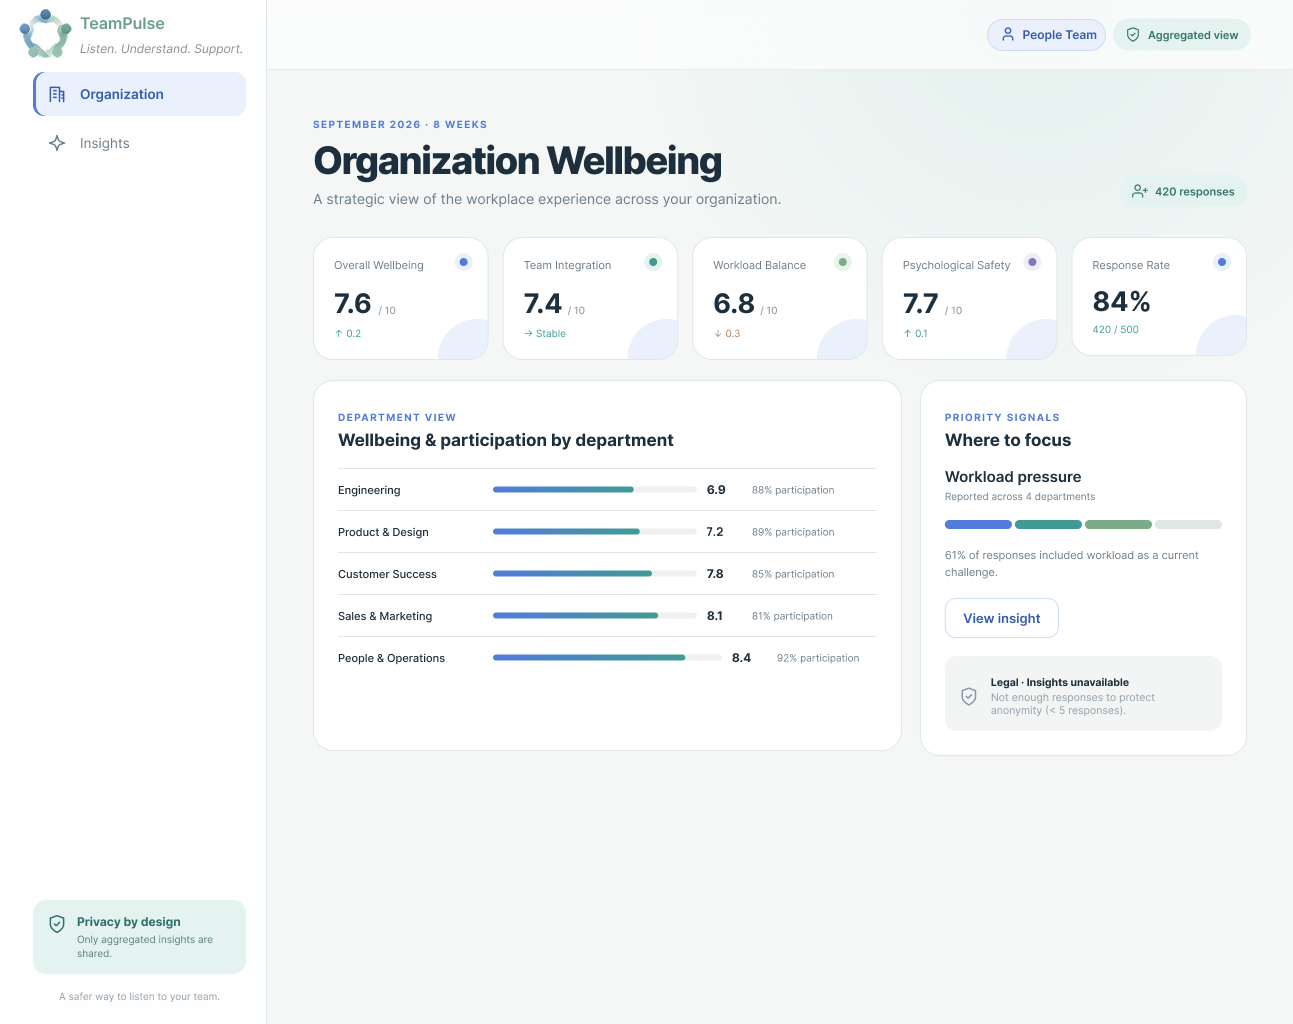 TeamPulse
Listen. Understand. Support.
Organization
Insights
Privacy by design
Only aggregated insights are
shared.
A safer way to listen to your team.
People Team
Aggregated view
SEPTEMBER 2026 · 8 WEEKS
Organization Wellbeing
A strategic view of the workplace experience across your organization.
420 responses
Overall Wellbeing
7.6 / 10
↑ 0.2
Team Integration
7.4 / 10
→ Stable
Workload Balance
6.8 / 10
↓ 0.3
Psychological Safety
7.7 / 10
↑ 0.1
Response Rate
84%
420 / 500
DEPARTMENT VIEW
Wellbeing & participation by department
Engineering 6.9 88% participation
Product & Design 7.2 89% participation
Customer Success 7.8 85% participation
Sales & Marketing 8.1 81% participation
People & Operations 8.4 92% participation
PRIORITY SIGNALS
Where to focus
Workload pressure
Reported across 4 departments
61% of responses included workload as a current
challenge.
View insight
Legal · Insights unavailable
Not enough responses to protect
anonymity (< 5 responses).